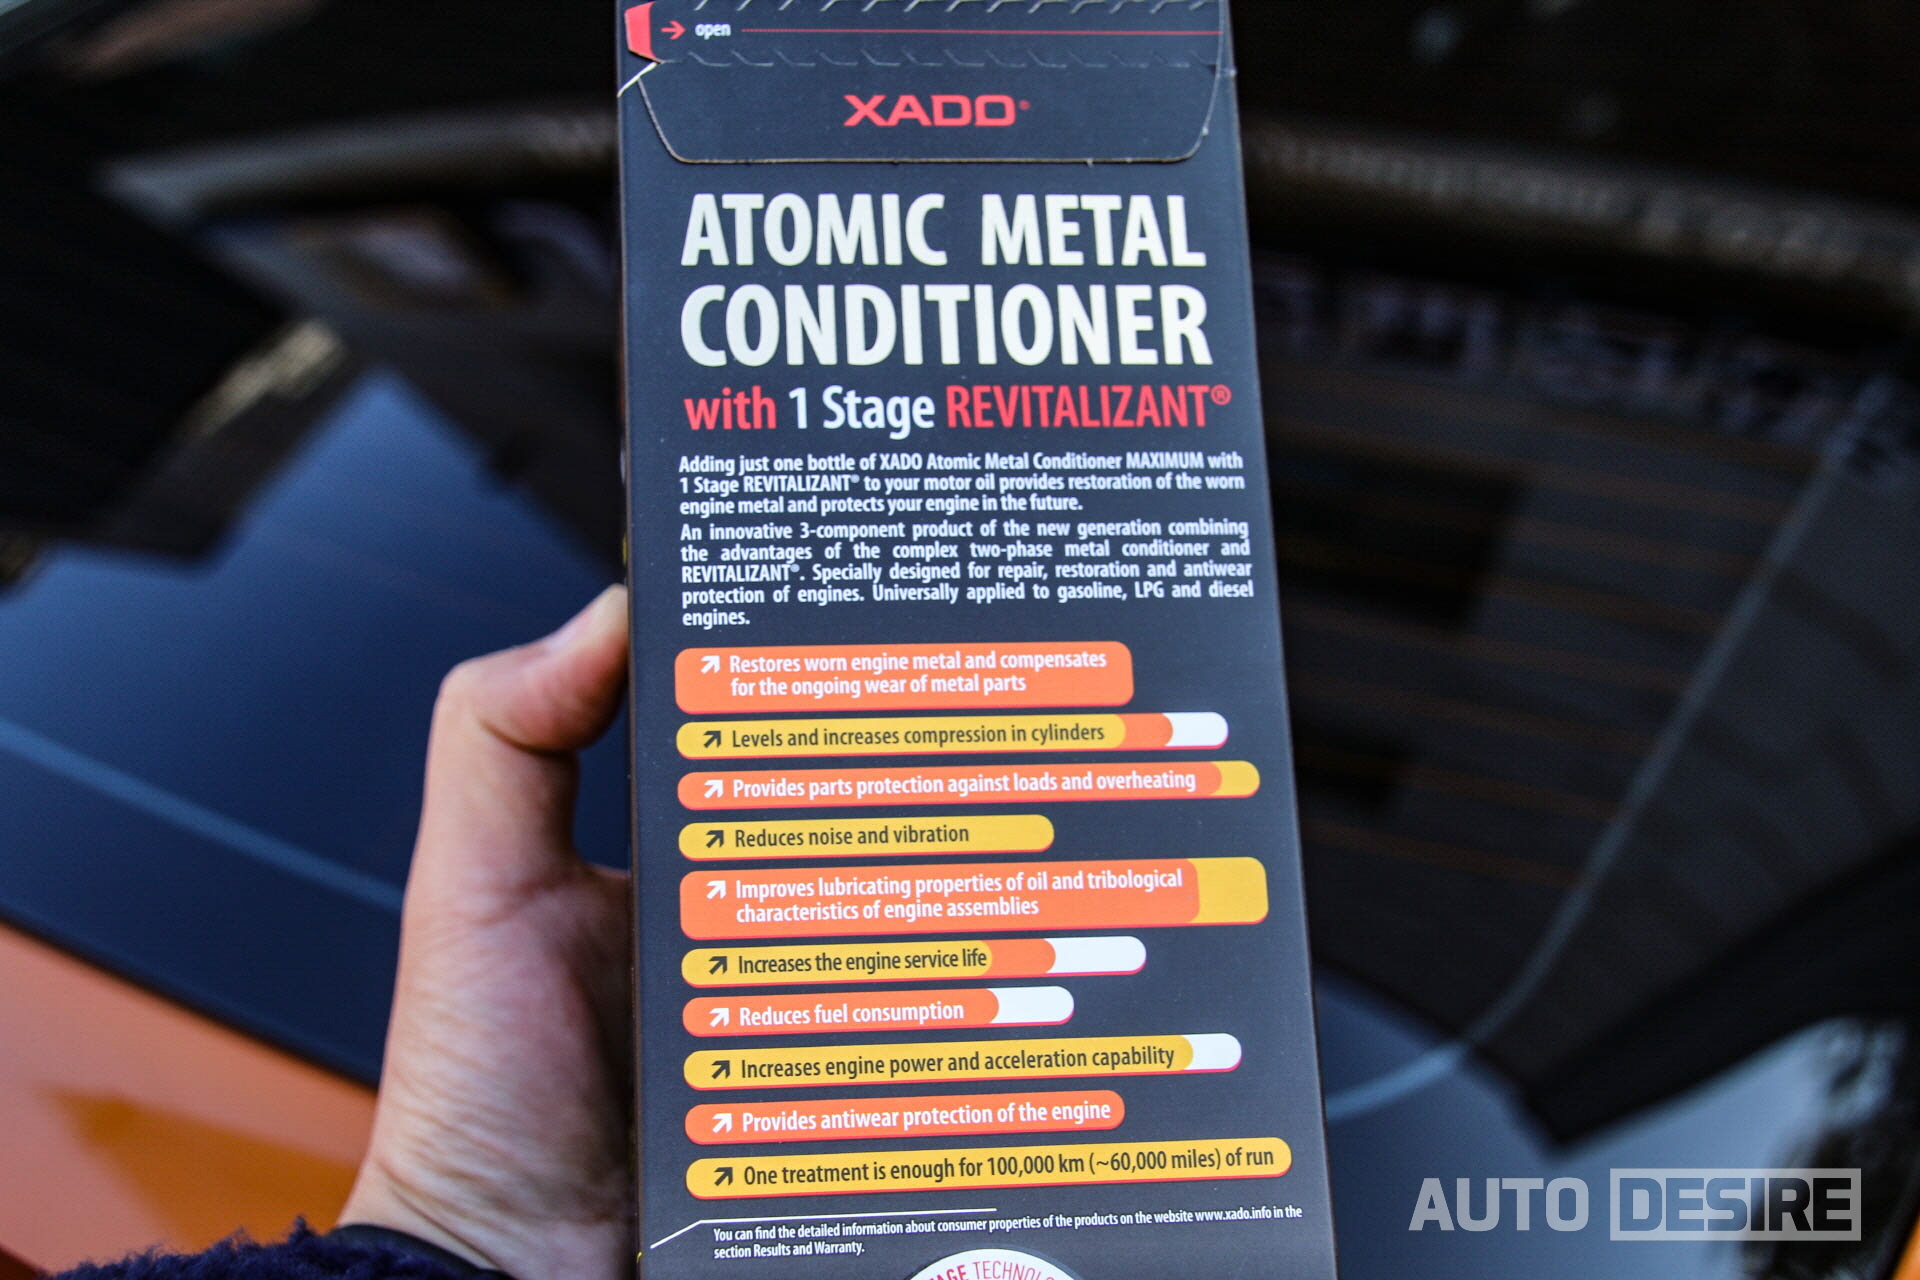 open
XADO®
ATOMIC METAL
CONDITIONER
with 1 Stage REVITALIZANT®
Adding just one bottle of XADO Atomic Metal Conditioner MAXIMUM with
1 Stage REVITALIZANT® to your motor oil provides restoration of the worn
engine metal and protects your engine in the future.
An innovative 3-component product of the new generation combining
the advantages of the complex two-phase metal conditioner and
REVITALIZANT®. Specially designed for repair, restoration and antiwear
protection of engines. Universally applied to gasoline, LPG and diesel
engines.
Restores worn engine metal and compensates
for the ongoing wear of metal parts
Levels and increases compression in cylinders
Provides parts protection against loads and overheating
Reduces noise and vibration
Improves lubricating properties of oil and tribological
characteristics of engine assemblies
Increases the engine service life
Reduces fuel consumption
Increases engine power and acceleration capability
Provides antiwear protection of the engine
One treatment is enough for 100,000 km (~60,000 miles) of run
You can find the detailed information about consumer properties of the products on the website www.xado.info in the
section Results and Warranty.
AUTO DESIRE